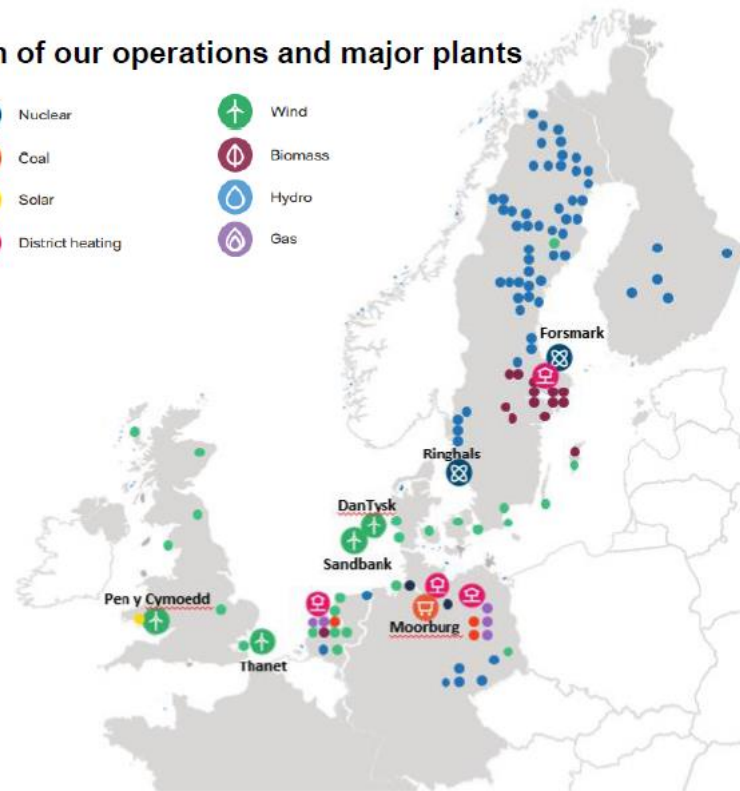 n of our operations and major plants
Nuclear
Wind
Coal
Biomass
Solar
Hydro
District heating
Gas
Forsmark
Ringhals
DanTysk
Sandbank
Pen y Cymoedd
Moorburg
Thanet